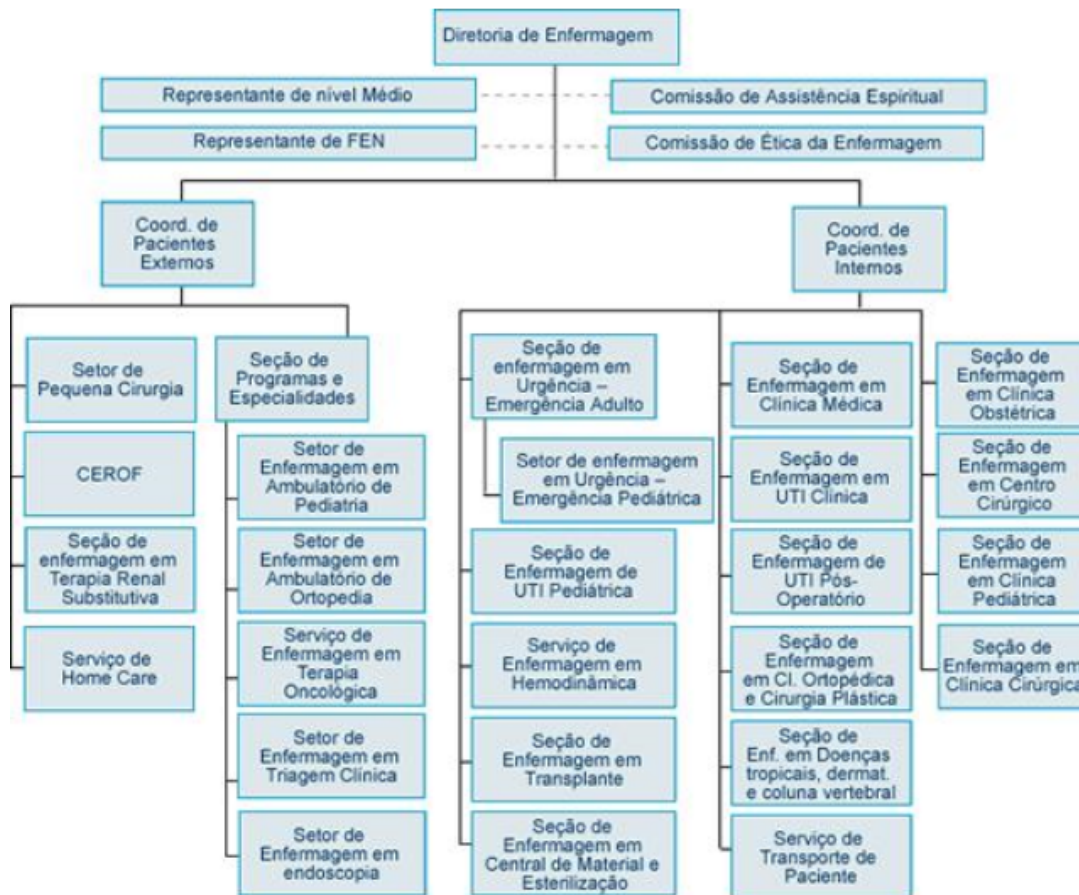 Diretoria de Enfermagem
Representante de nível Médio
Comissão de Assistência Espiritual
Representante de FEN
Comissão de Ética da Enfermagem
Coord. de
Pacientes
Externos
Coord. de
Pacientes
Internos
Setor de
Pequena Cirurgia
CEROF
Seção de
enfermagem em
Terapia Renal
Substitutiva
Serviço de
Home Care
Seção de
Programas e
Especialidades
Setor de
Enfermagem em
Ambulatório de
Pediatria
Setor de
Enfermagem em
Ambulatório de
Ortopedia
Serviço de
Enfermagem em
Terapia
Oncológica
Setor de
Enfermagem em
Triagem Clínica
Setor de
Enfermagem em
endoscopia
Seção de
enfermagem em
Urgência –
Emergência Adulto
Setor de enfermagem
em Urgência –
Emergência Pediátrica
Seção de
Enfermagem de
UTI Pediátrica
Serviço de
Enfermagem em
Hemodinâmica
Seção de
Enfermagem em
Transplante
Seção de
Enfermagem em
Central de Material e
Esterilização
Seção de
Enfermagem em
Clínica Médica
Seção de
Enfermagem em
UTI Clínica
Seção de
Enfermagem de
UTI Pós-
Operatório
Seção de
Enfermagem
em Cl. Ortopédica
e Cirurgia Plástica
Seção de
Enf. em Doenças
tropicais, dermat.
e coluna vertebral
Serviço de
Transporte de
Paciente
Seção de
Enfermagem
em Clínica
Obstétrica
Seção de
Enfermagem
em Centro
Cirúrgico
Seção de
Enfermagem
em Clínica
Pediátrica
Seção de
Enfermagem em
Clínica Cirúrgica